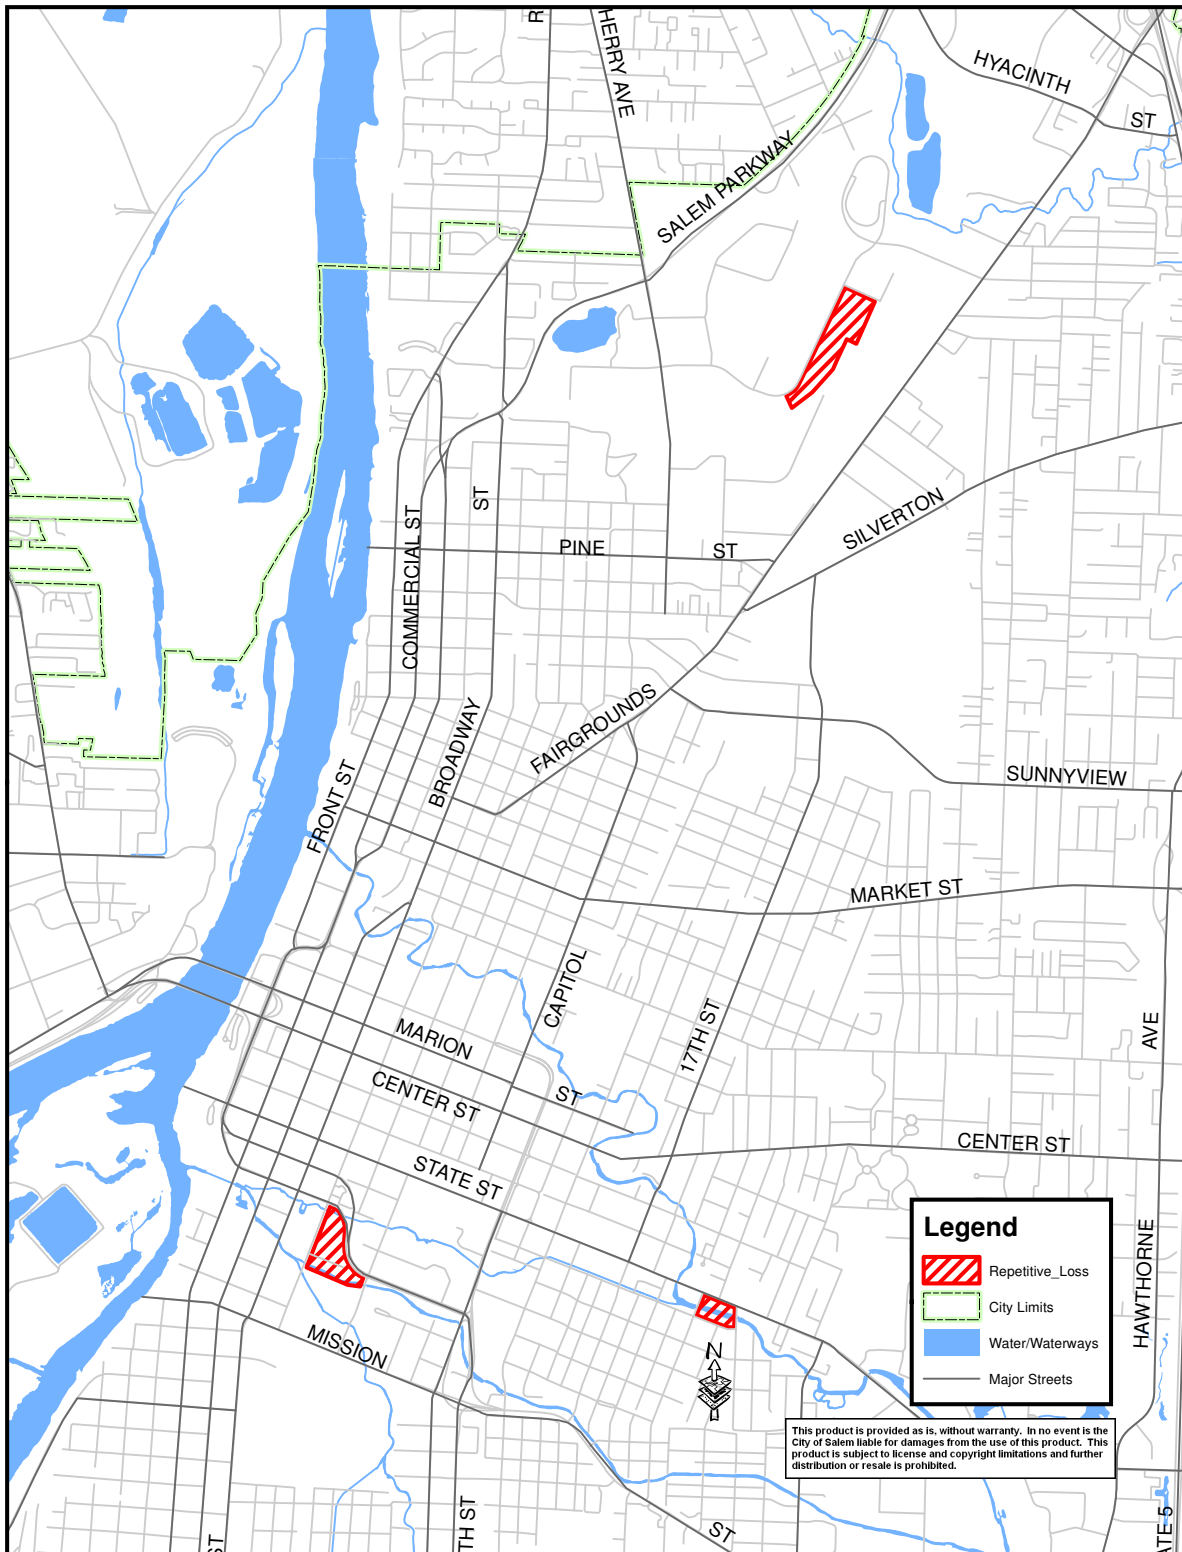 R
HERRY AVE
HYACINTH
ST
SALEM PARKWAY
ST
COMMERCIAL ST
SILVERTON
PINE
ST
FAIRGROUNDS
BROADWAY
FRONT ST
SUNNYVIEW
MARKET ST
CAPITOL
17TH ST
AVE
MARION
ST
CENTER ST
CENTER ST
STATE ST
HAWTHORNE
MISSION
N
Legend
Repetitive_Loss
City Limits
Water/Waterways
Major Streets
This product is provided as is, without warranty. In no event is the
City of Salem liable for damages from the use of this product. This
product is subject to license and copyright limitations and further
distribution or resale is prohibited.
ST
TH ST
ST
ATE 5